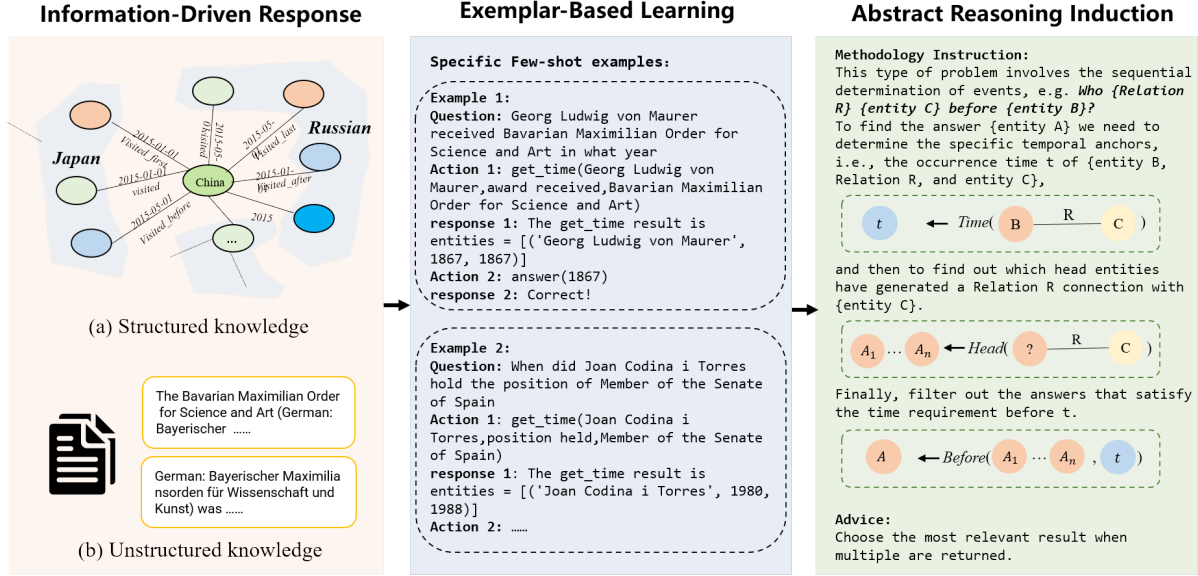 Information-Driven Response
Japan
Russian
China
2015-01-01
Visited_first
2015-01-01
visited
2015-05-01
Visited_before
2015-05-
visited
2015-05-
Visited_last
2015-01-
Visited_after
2015
...
(a) Structured knowledge
The Bavarian Maximilian Order
for Science and Art (German:
Bayerischer ......
German: Bayerischer Maximilia
nsorden für Wissenschaft und
Kunst) was ......
(b) Unstructured knowledge
Exemplar-Based Learning
Specific Few-shot examples:
Example 1:
Question: Georg Ludwig von Maurer
received Bavarian Maximilian Order for
Science and Art in what year
Action 1: get_time(Georg Ludwig von
Maurer,award received,Bavarian Maximilian
Order for Science and Art)
response 1: The get_time result is
entities = [('Georg Ludwig von Maurer',
1867, 1867)]
Action 2: answer(1867)
response 2: Correct!
Example 2:
Question: When did Joan Codina i Torres
hold the position of Member of the Senate
of Spain
Action 1: get_time(Joan Codina i
Torres,position held,Member of the Senate
of Spain)
response 1: The get_time result is
entities = [('Joan Codina i Torres', 1980,
1988)]
Action 2: ......
Abstract Reasoning Induction
Methodology Instruction:
This type of problem involves the sequential
determination of events, e.g. Who {Relation
R} {entity C} before {entity B}?
To find the answer {entity A} we need to
determine the specific temporal anchors,
i.e., the occurrence time t of {entity B,
Relation R, and entity C},
t Time( B R C )
and then to find out which head entities
have generated a Relation R connection with
{entity C}.
A1 ... An Head( ? R C )
Finally, filter out the answers that satisfy
the time requirement before t.
A Before( A1 ... An , t )
Advice:
Choose the most relevant result when
multiple are returned.